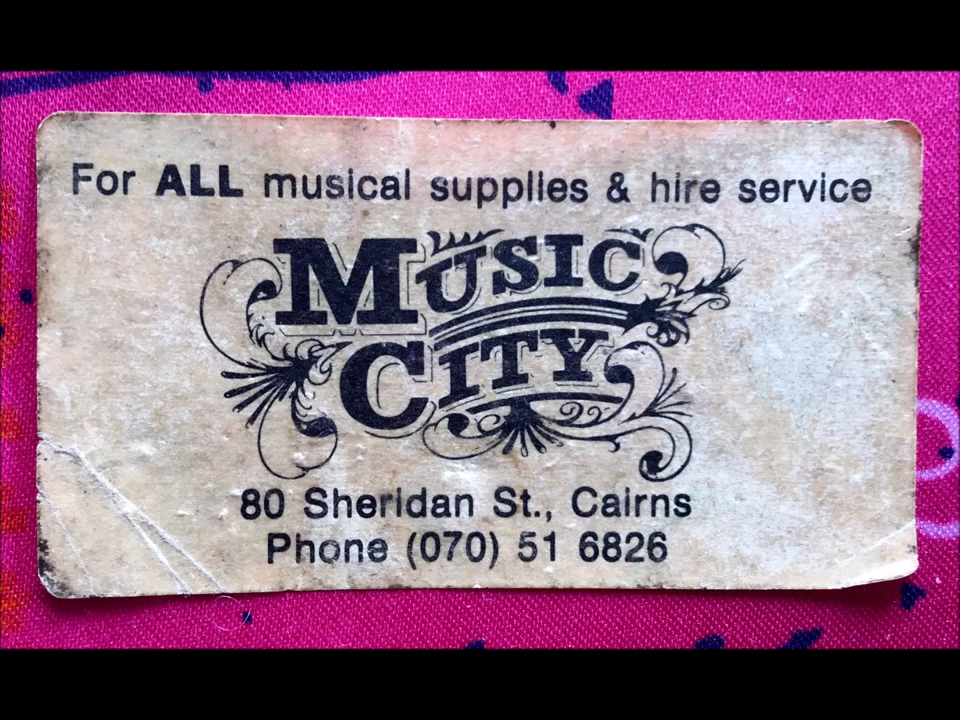 For ALL musical supplies & hire service
MUSIC
CITY
80 Sheridan St., Cairns
Phone (070) 51 6826